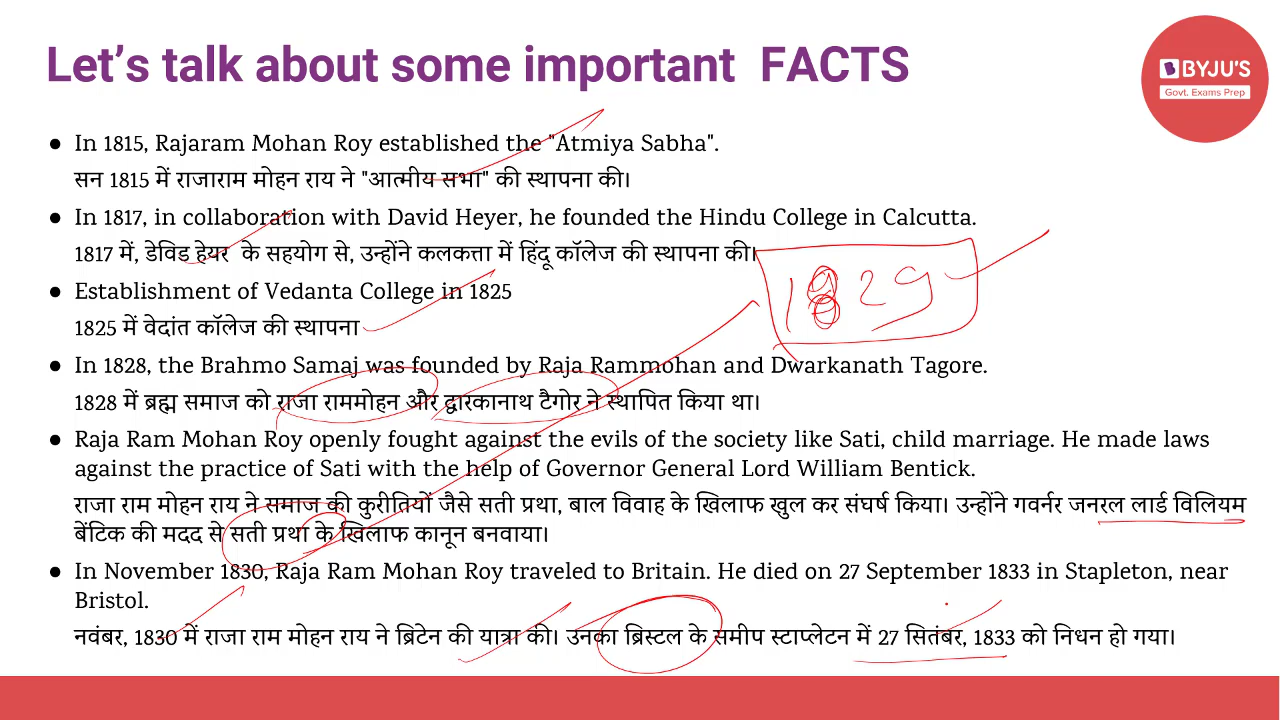 Let's talk about some important FACTS
BYJU'S
Govt. Exams Prep
● In 1815, Rajaram Mohan Roy established the "Atmiya Sabha".
सन 1815 में राजाराम मोहन राय ने "आत्मीय सभा" की स्थापना की।
● In 1817, in collaboration with David Heyer, he founded the Hindu College in Calcutta.
1817 में, डेविड हेयर के सहयोग से, उन्होंने कलकत्ता में हिंदू कॉलेज की स्थापना की।
1829
● Establishment of Vedanta College in 1825
1825 में वेदांत कॉलेज की स्थापना
● In 1828, the Brahmo Samaj was founded by Raja Rammohan and Dwarkanath Tagore.
1828 में ब्रह्म समाज को राजा राममोहन और द्वारकानाथ टैगोर ने स्थापित किया था।
● Raja Ram Mohan Roy openly fought against the evils of the society like Sati, child marriage. He made laws
against the practice of Sati with the help of Governor General Lord William Bentick.
राजा राम मोहन राय ने समाज की कुरीतियों जैसे सती प्रथा, बाल विवाह के खिलाफ खुल कर संघर्ष किया। उन्होंने गवर्नर जनरल लार्ड विलियम
बेंटिक की मदद से सती प्रथा के खिलाफ कानून बनवाया।
● In November 1830, Raja Ram Mohan Roy traveled to Britain. He died on 27 September 1833 in Stapleton, near
Bristol.
नवंबर, 1830 में राजा राम मोहन राय ने ब्रिटेन की यात्रा की। उनका ब्रिस्टल के समीप स्टाप्लेटन में 27 सितंबर, 1833 को निधन हो गया।